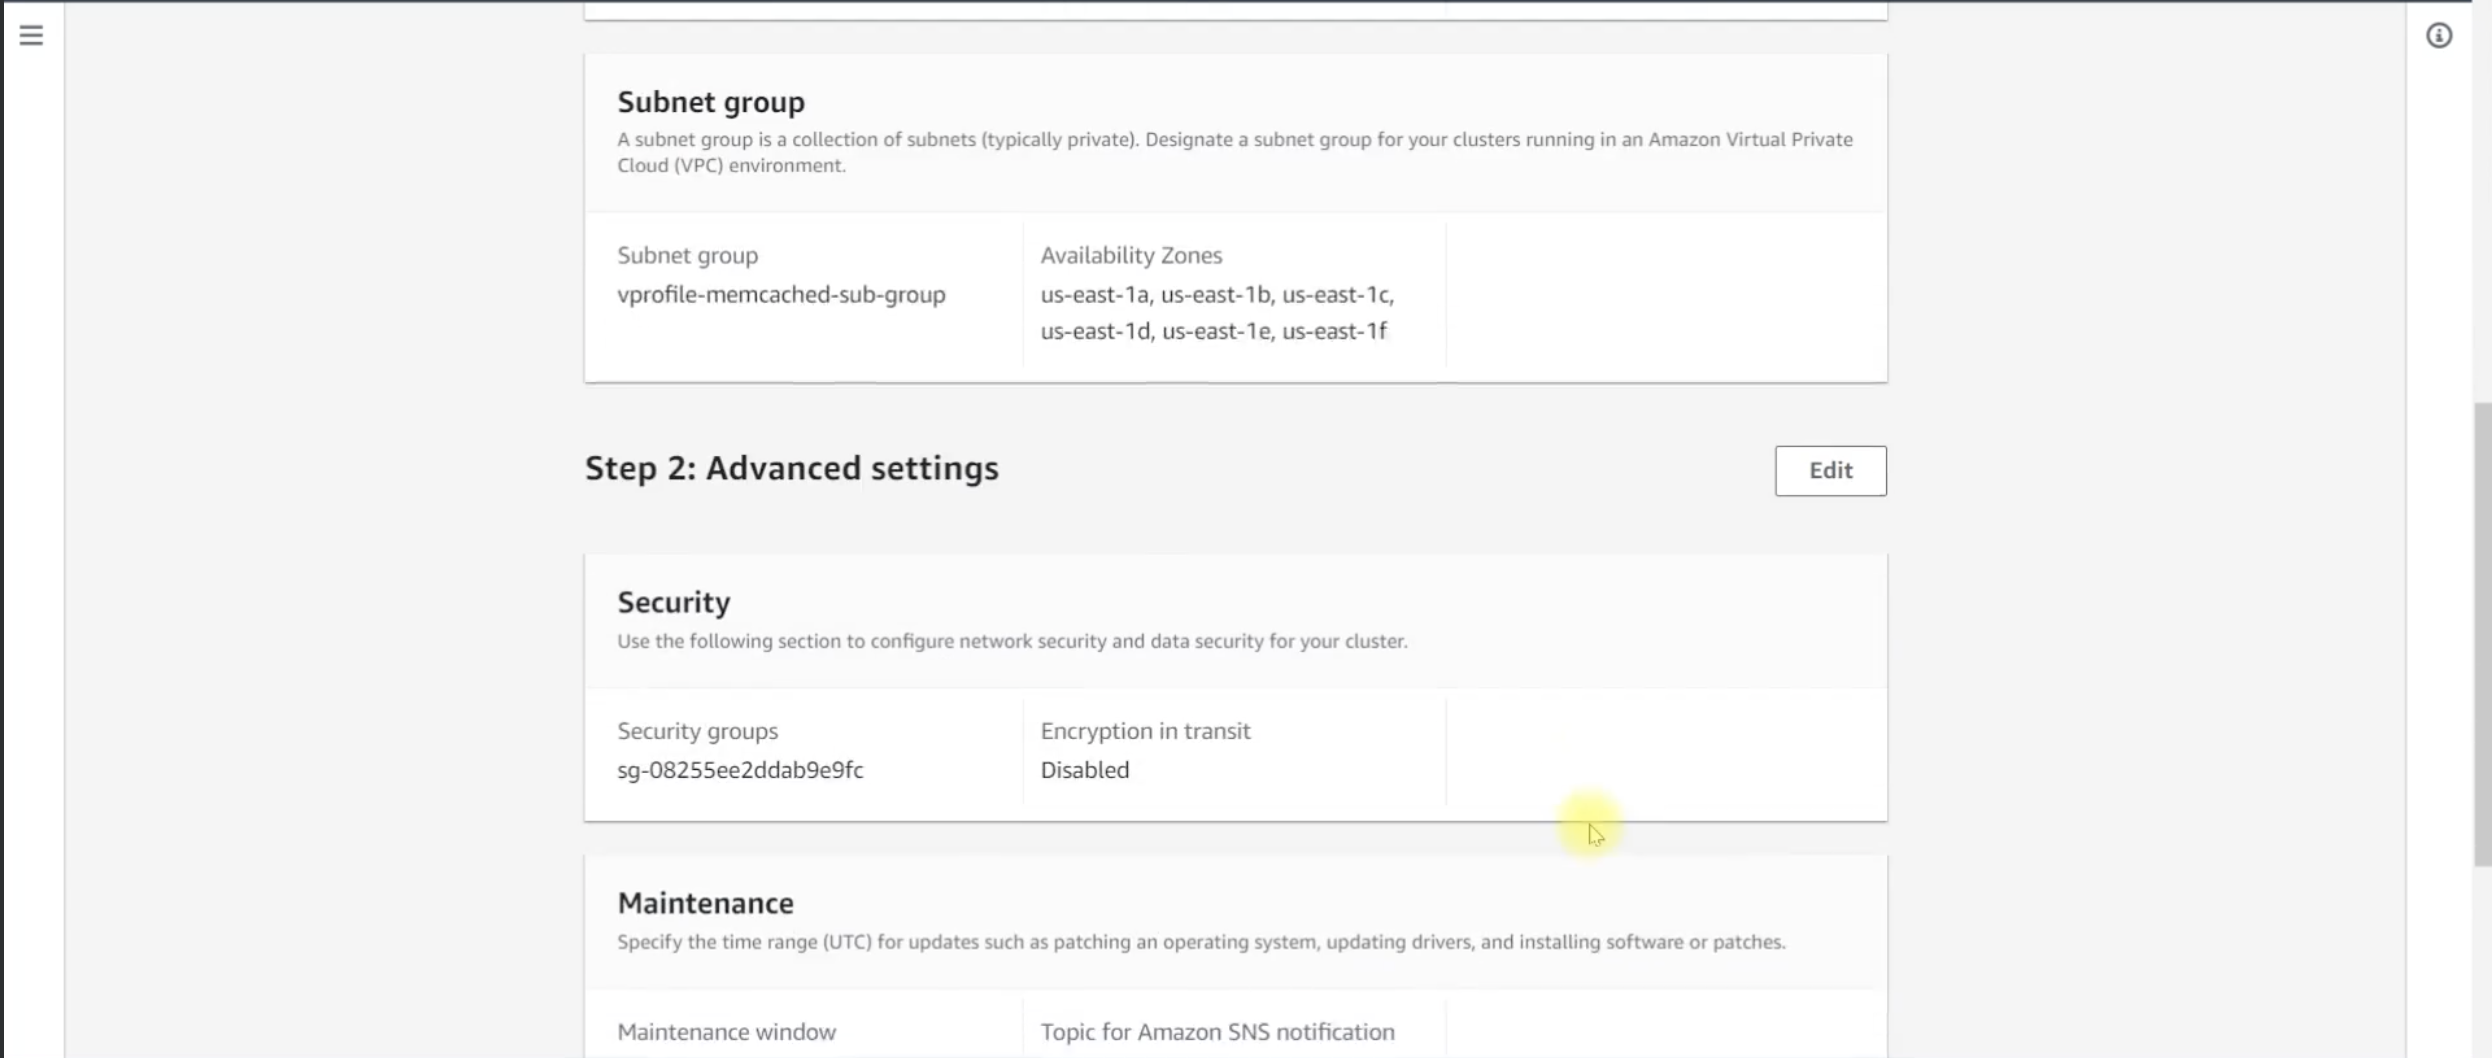 Subnet group
A subnet group is a collection of subnets (typically private). Designate a subnet group for your clusters running in an Amazon Virtual Private
Cloud (VPC) environment.
Subnet group
vprofile-memcached-sub-group
Availability Zones
us-east-1a, us-east-1b, us-east-1c,
us-east-1d, us-east-1e, us-east-1f
Step 2: Advanced settings
Edit
Security
Use the following section to configure network security and data security for your cluster.
Security groups
sg-08255ee2ddab9e9fc
Encryption in transit
Disabled
Maintenance
Specify the time range (UTC) for updates such as patching an operating system, updating drivers, and installing software or patches.
Maintenance window
Topic for Amazon SNS notification